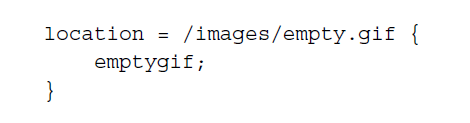 location = /images/empty.gif {
    emptygif;
}